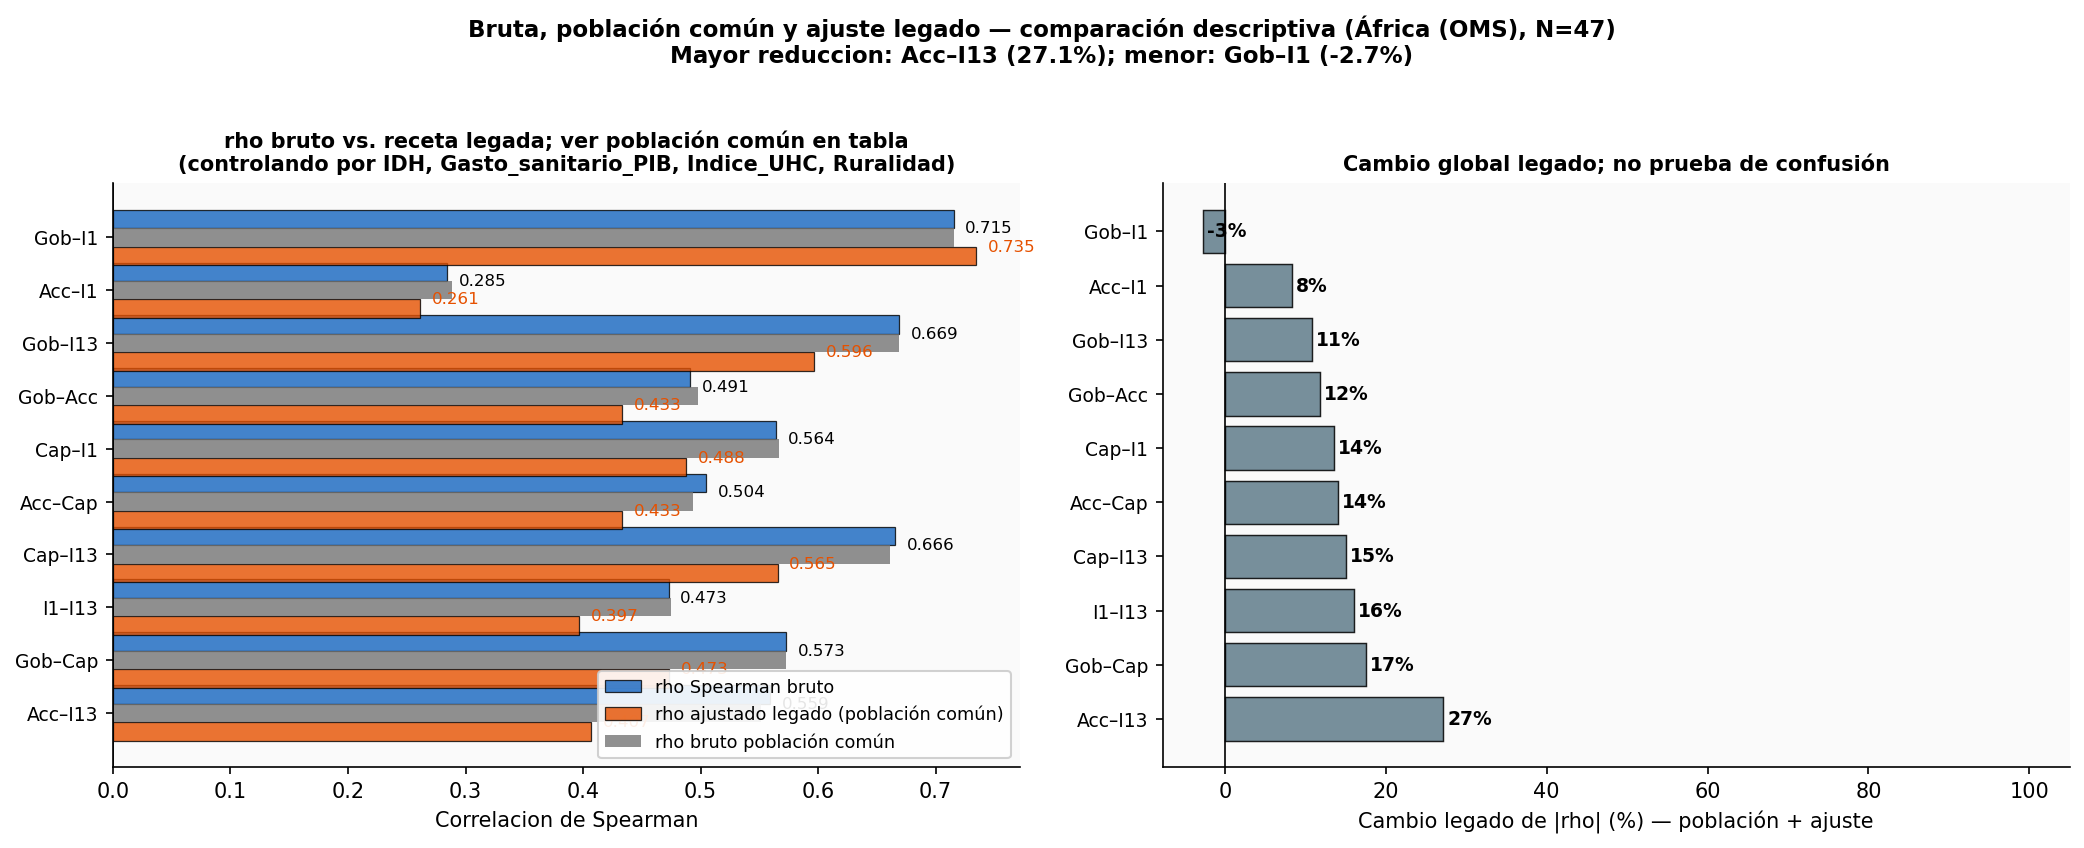 Bruta, población común y ajuste legado — comparación descriptiva (África (OMS), N=47)
Mayor reduccion: Acc–I13 (27.1%); menor: Gob–I1 (-2.7%)
rho bruto vs. receta legada; ver población común en tabla
(controlando por IDH, Gasto_sanitario_PIB, Indice_UHC, Ruralidad)
Gob–I1
0.715
0.735
Acc–I1
0.285
0.261
Gob–I13
0.669
0.596
Gob–Acc
0.491
0.433
Cap–I1
0.564
0.488
Acc–Cap
0.504
0.433
Cap–I13
0.666
0.565
I1–I13
0.473
0.397
Gob–Cap
0.573
0.473
Acc–I13
0.559
rho Spearman bruto
rho ajustado legado (población común)
rho bruto población común
0.0 0.1 0.2 0.3 0.4 0.5 0.6 0.7
Correlacion de Spearman
Cambio global legado; no prueba de confusión
Gob–I1 -3%
Acc–I1 8%
Gob–I13 11%
Gob–Acc 12%
Cap–I1 14%
Acc–Cap 14%
Cap–I13 15%
I1–I13 16%
Gob–Cap 17%
Acc–I13 27%
0 20 40 60 80 100
Cambio legado de |rho| (%) — población + ajuste